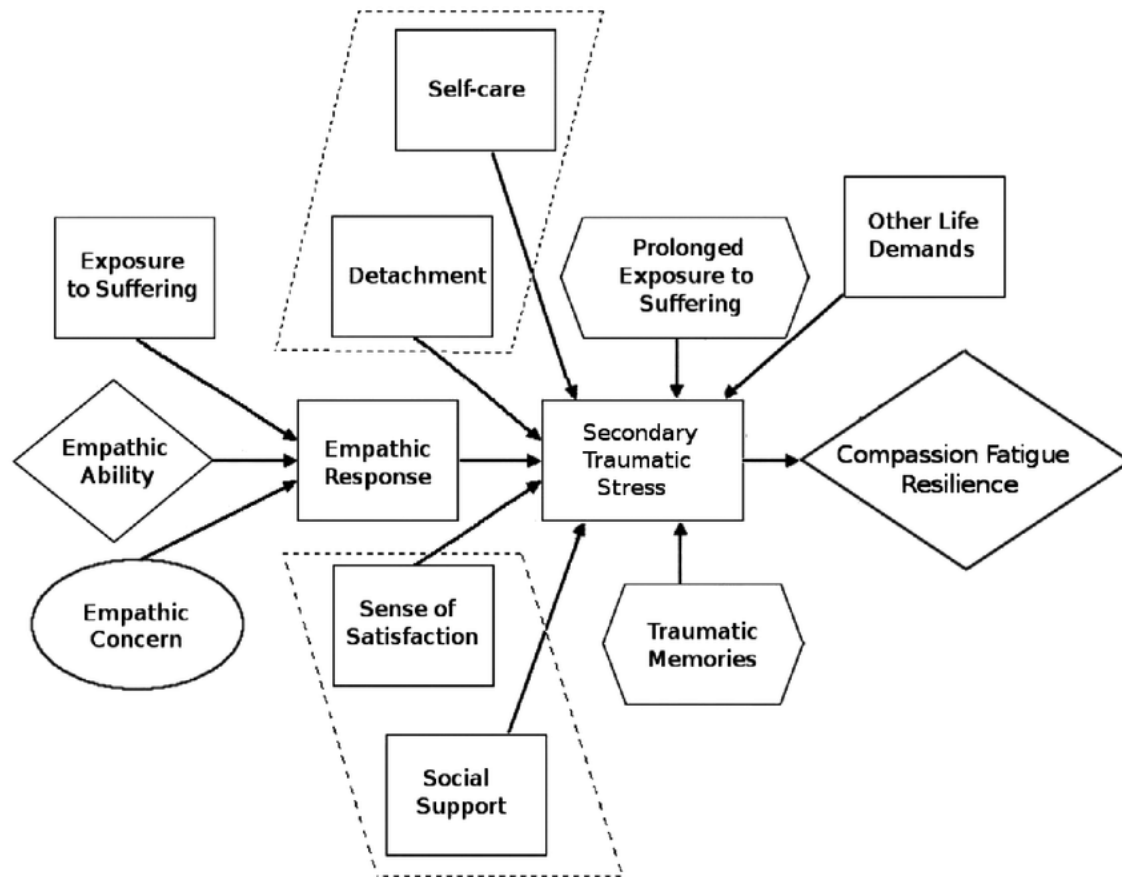 Self-care
Exposure
to Suffering
Detachment
Prolonged
Exposure to
Suffering
Other Life
Demands
Empathic
Ability
Empathic
Response
Secondary
Traumatic
Stress
Compassion Fatigue
Resilience
Empathic
Concern
Sense of
Satisfaction
Traumatic
Memories
Social
Support